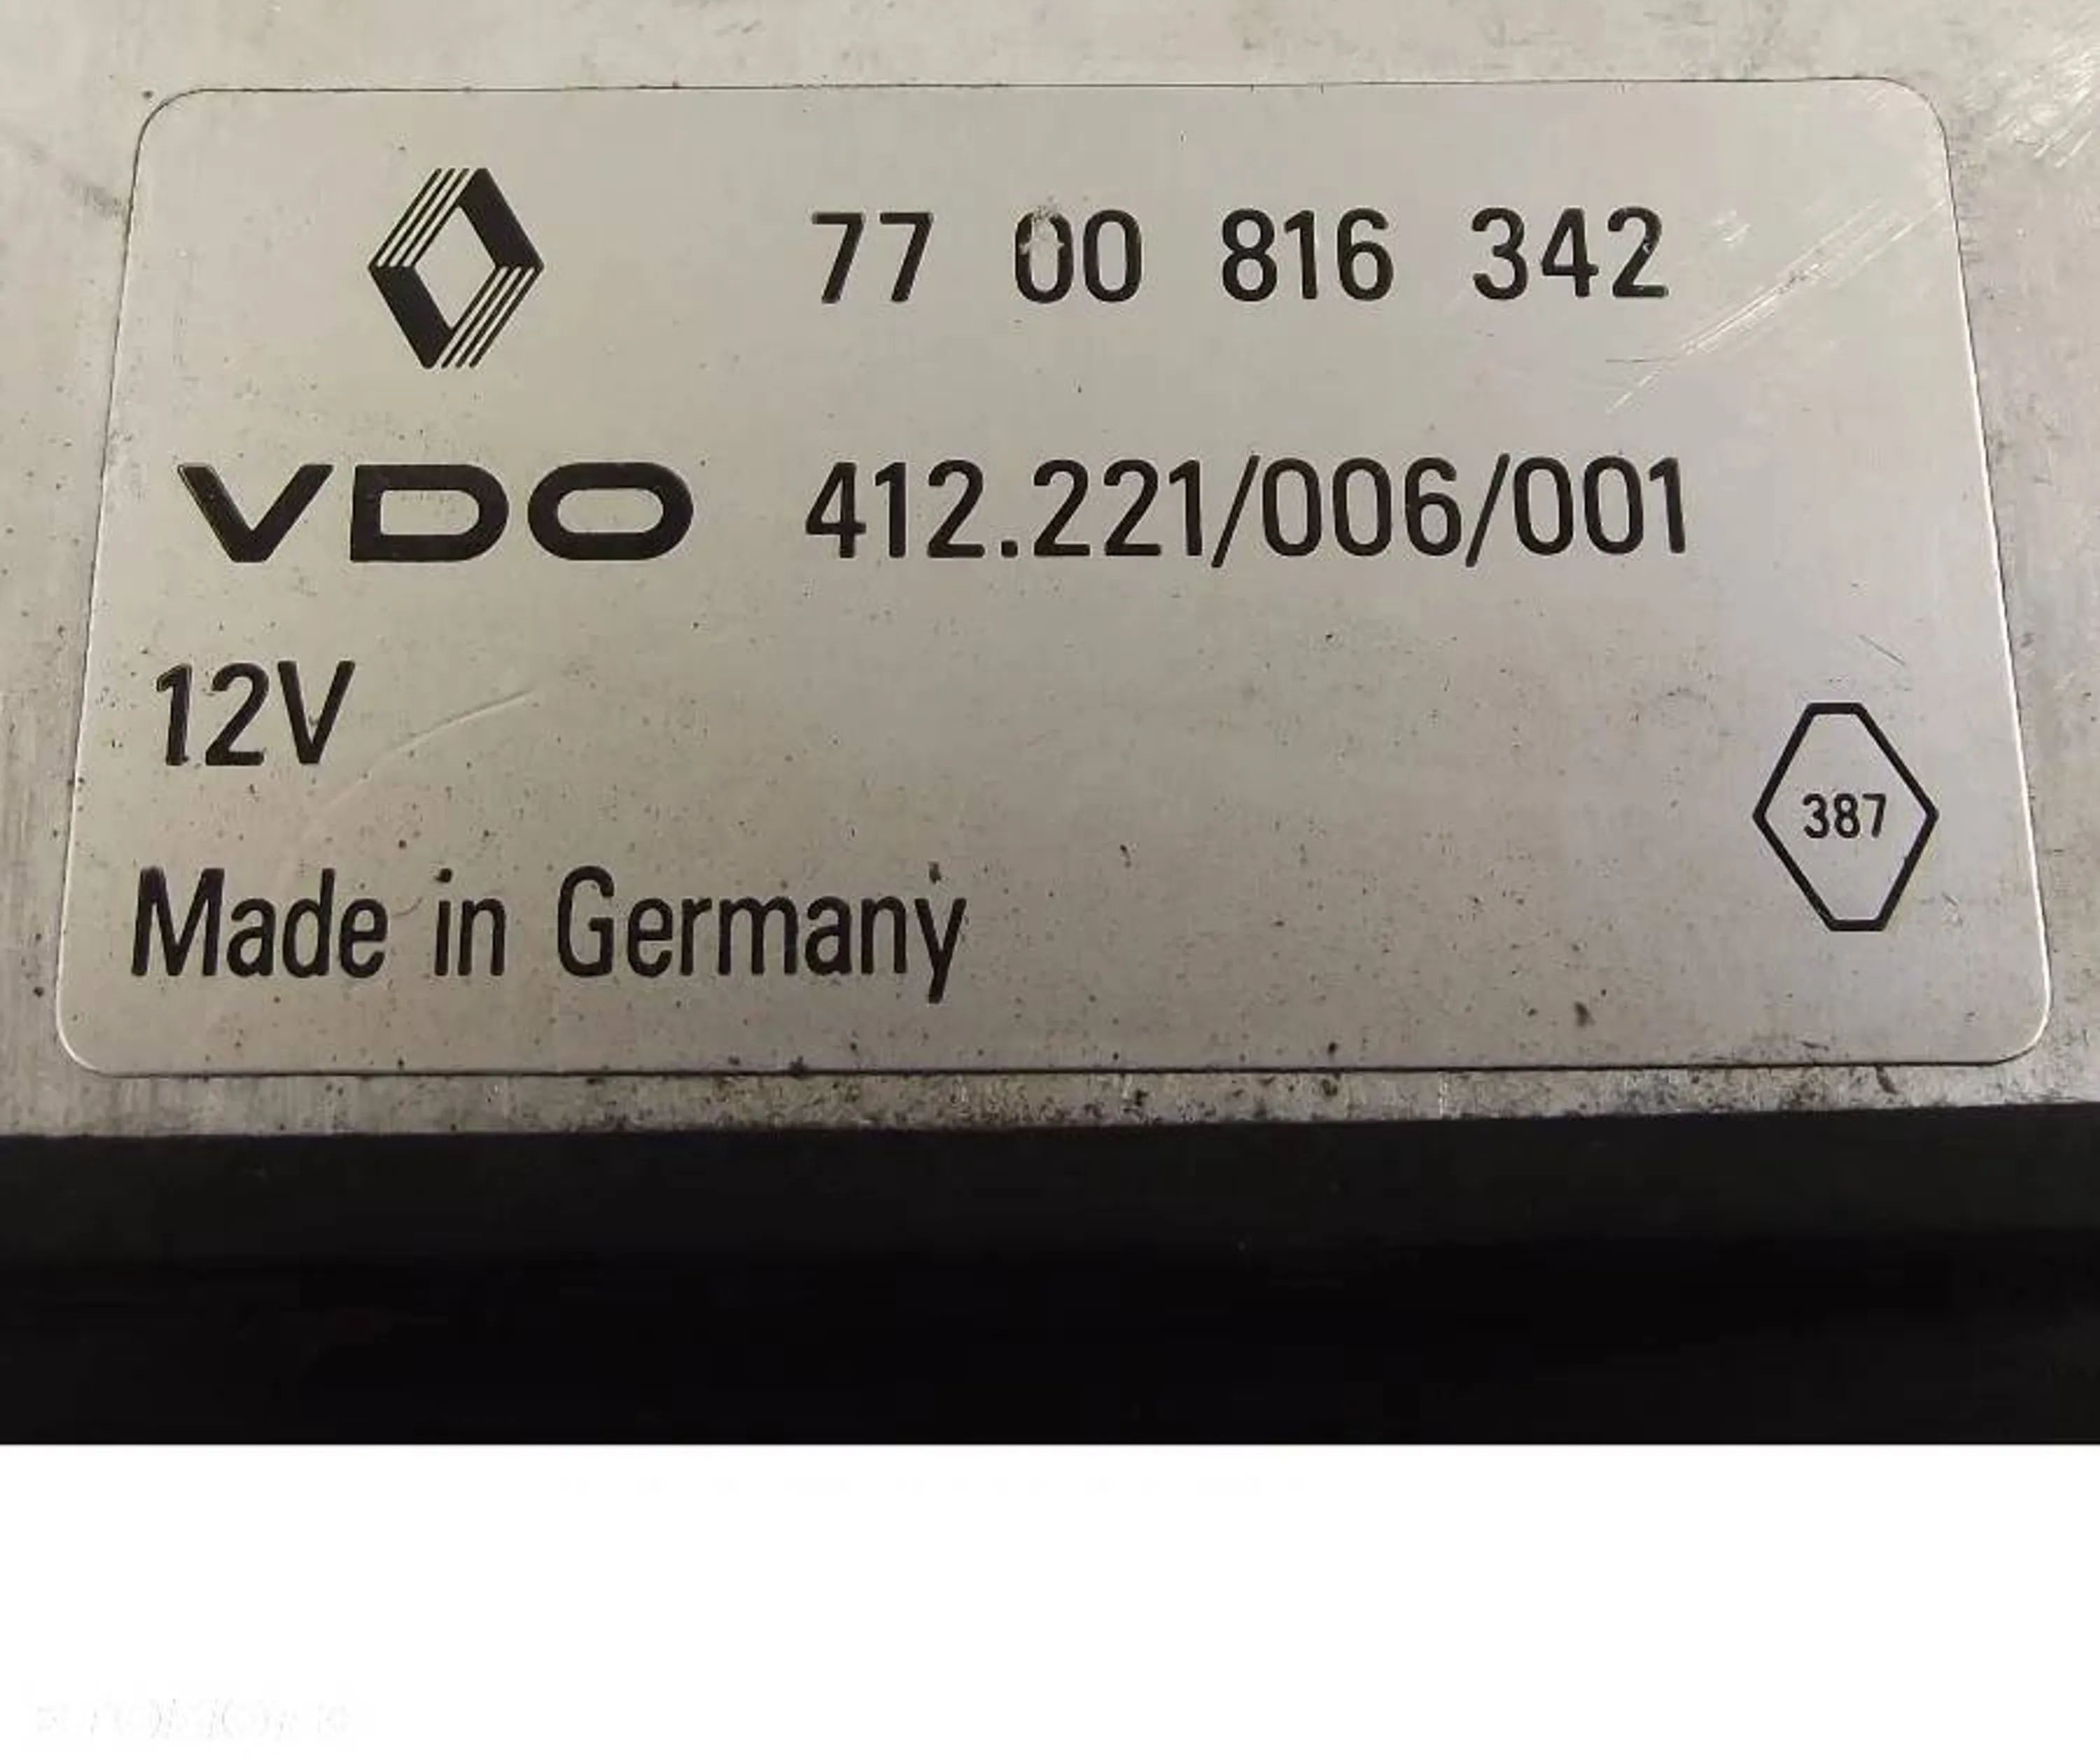 77 00 816 342
VDO 412.221/006/001
12V
387
Made in Germany